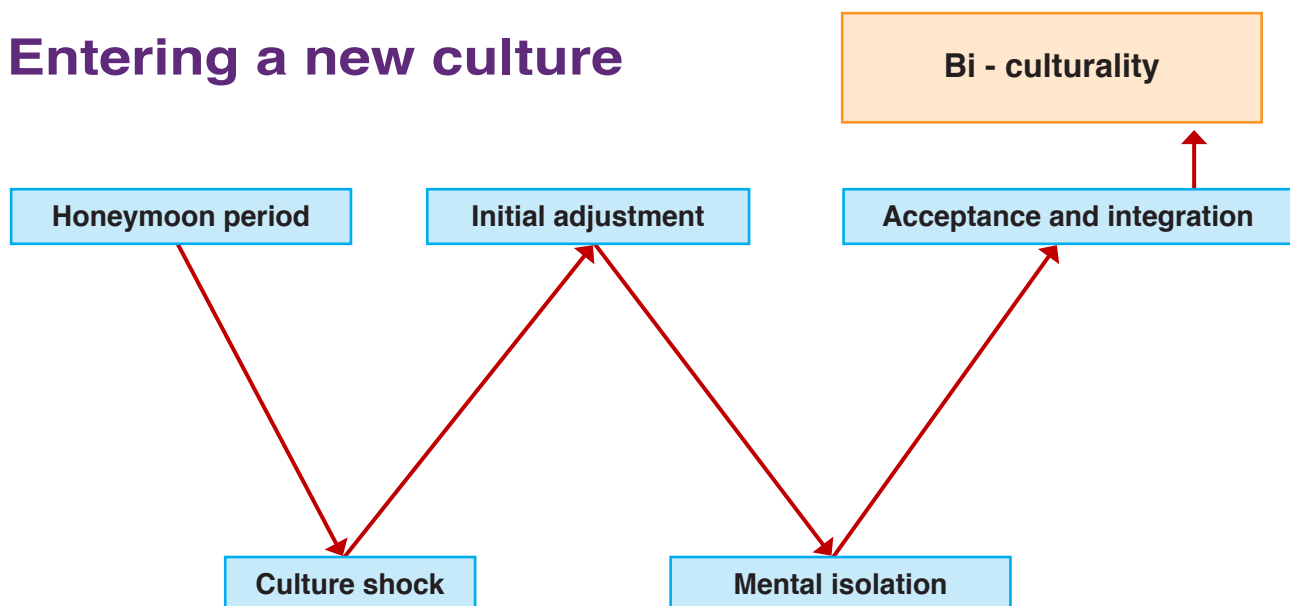 Entering a new culture
Bi - culturality
Honeymoon period
Initial adjustment
Acceptance and integration
Culture shock
Mental isolation